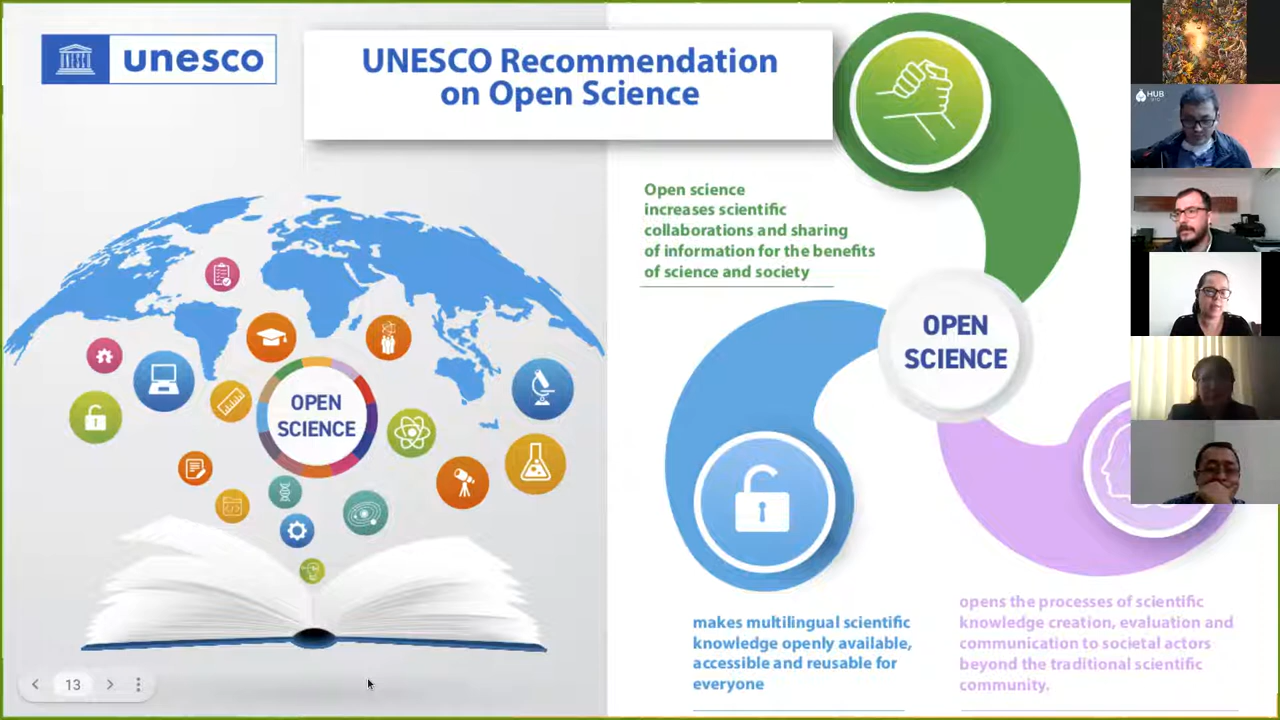 unesco
UNESCO Recommendation
on Open Science
Open science
increases scientific
collaborations and sharing
of information for the benefits
of science and society
OPEN
SCIENCE
OPEN
SCIENCE
makes multilingual scientific
knowledge openly available,
accessible and reusable for
everyone
opens the processes of scientific
knowledge creation, evaluation and
communication to societal actors
beyond the traditional scientific
community.
13
HUB